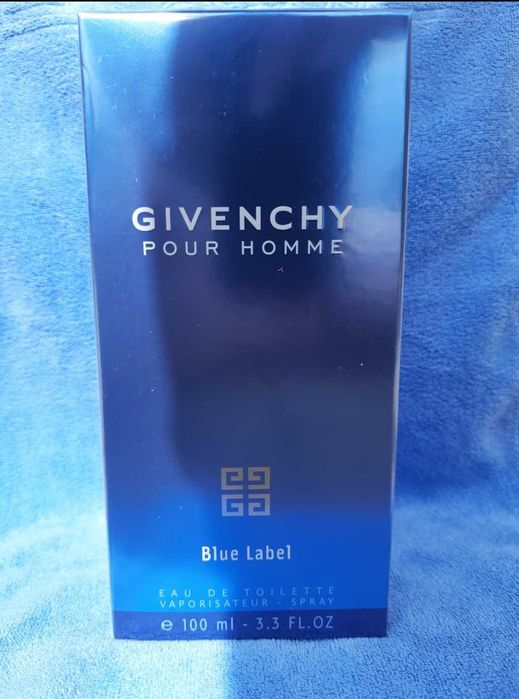 GIVENCHY
POUR HOMME
Blue Label
EAU DE TOILETTE
VAPORISATEUR - SPRAY
℮ 100 ml - 3.3 FL.OZ